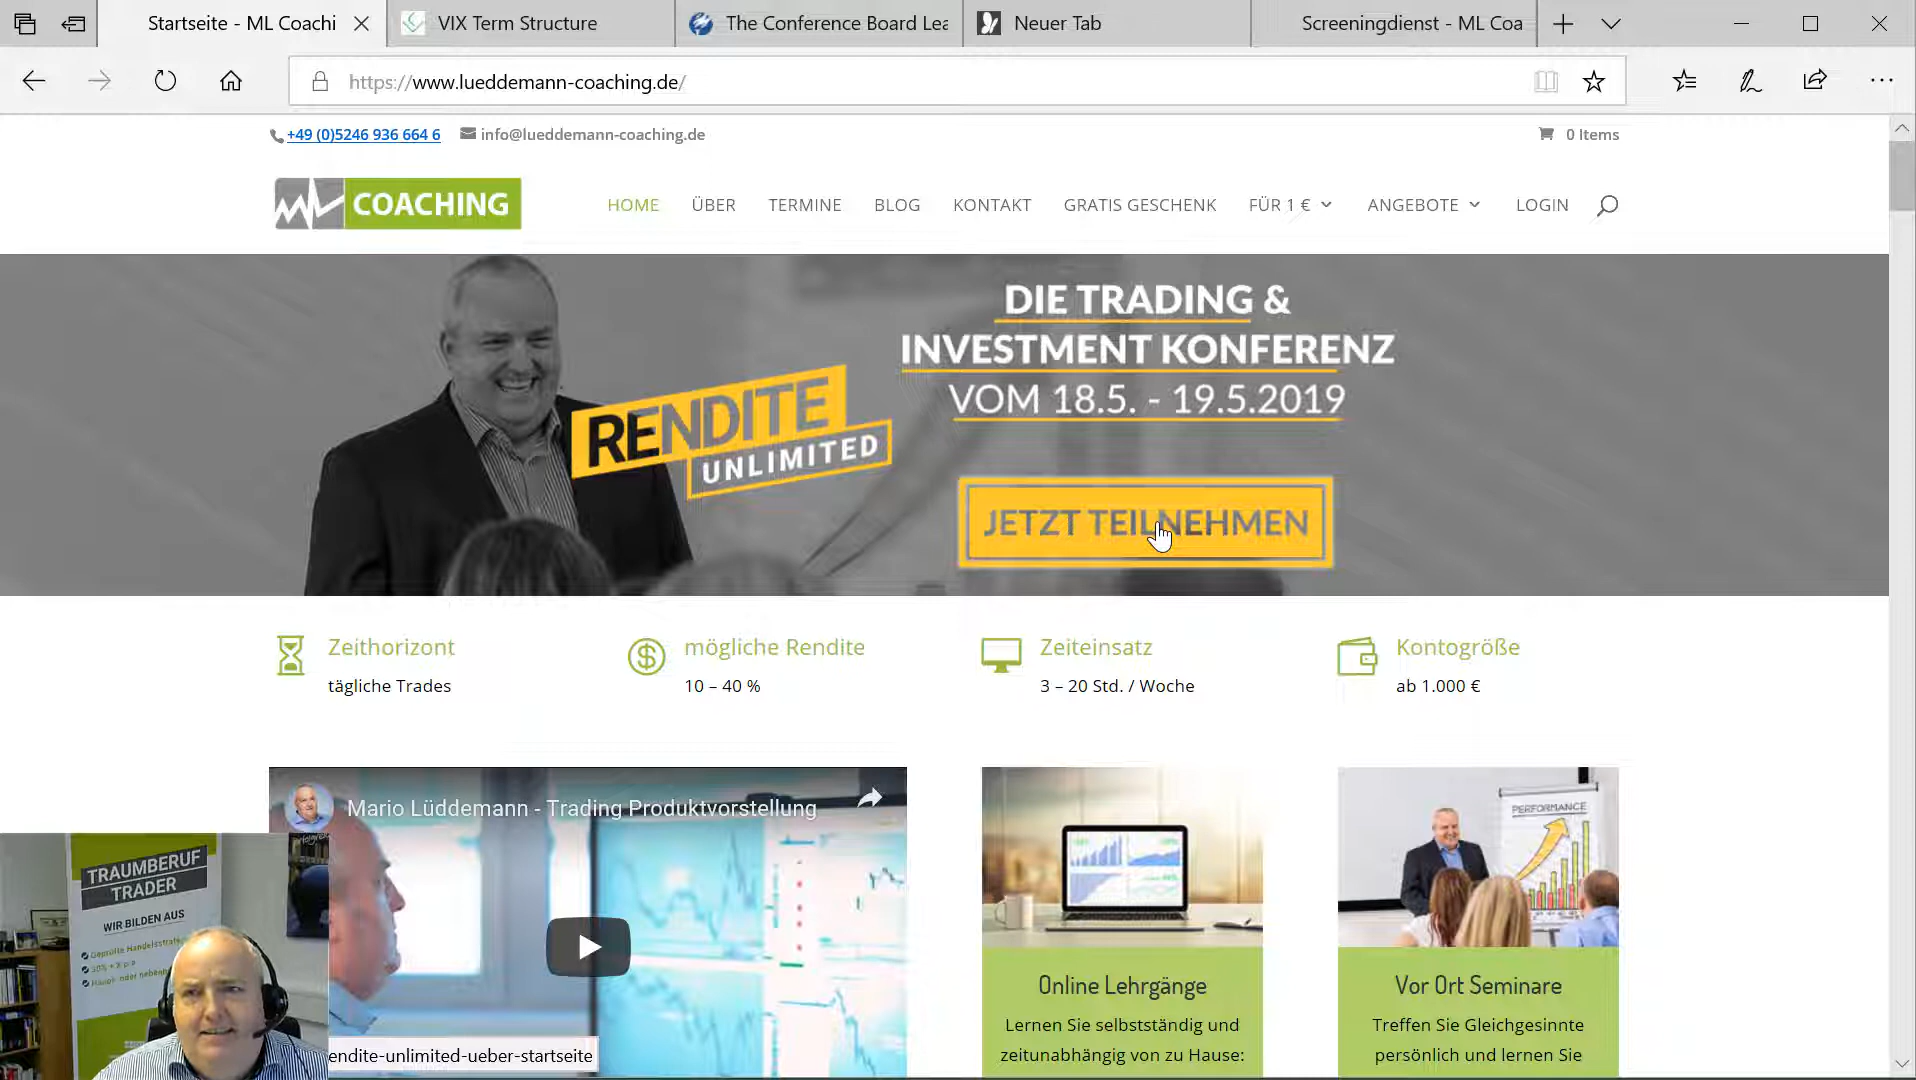 Startseite - ML Coachi
VIX Term Structure
The Conference Board Lea
Neuer Tab
Screeningdienst - ML Coa
https://www.lueddemann-coaching.de/
+49 (0)5246 936 664 6
info@lueddemann-coaching.de
0 Items
COACHING
HOME
ÜBER
TERMINE
BLOG
KONTAKT
GRATIS GESCHENK
FÜR 1 €
ANGEBOTE
LOGIN
DIE TRADING &
INVESTMENT KONFERENZ
VOM 18.5. - 19.5.2019
RENDITE
UNLIMITED
JETZT TEILNEHMEN
Zeithorizont
tägliche Trades
mögliche Rendite
10 – 40 %
Zeiteinsatz
3 – 20 Std. / Woche
Kontogröße
ab 1.000 €
Mario Lüddemann - Trading Produktvorstellung
PERFORMANCE
TRAUMBERUF
TRADER
WIR BILDEN AUS
Geprüfte Handelsstra
Online Lehrgänge
Lernen Sie selbstständig und
zeitunabhängig von zu Hause:
Vor Ort Seminare
Treffen Sie Gleichgesinnte
persönlich und lernen Sie
endite-unlimited-ueber-startseite